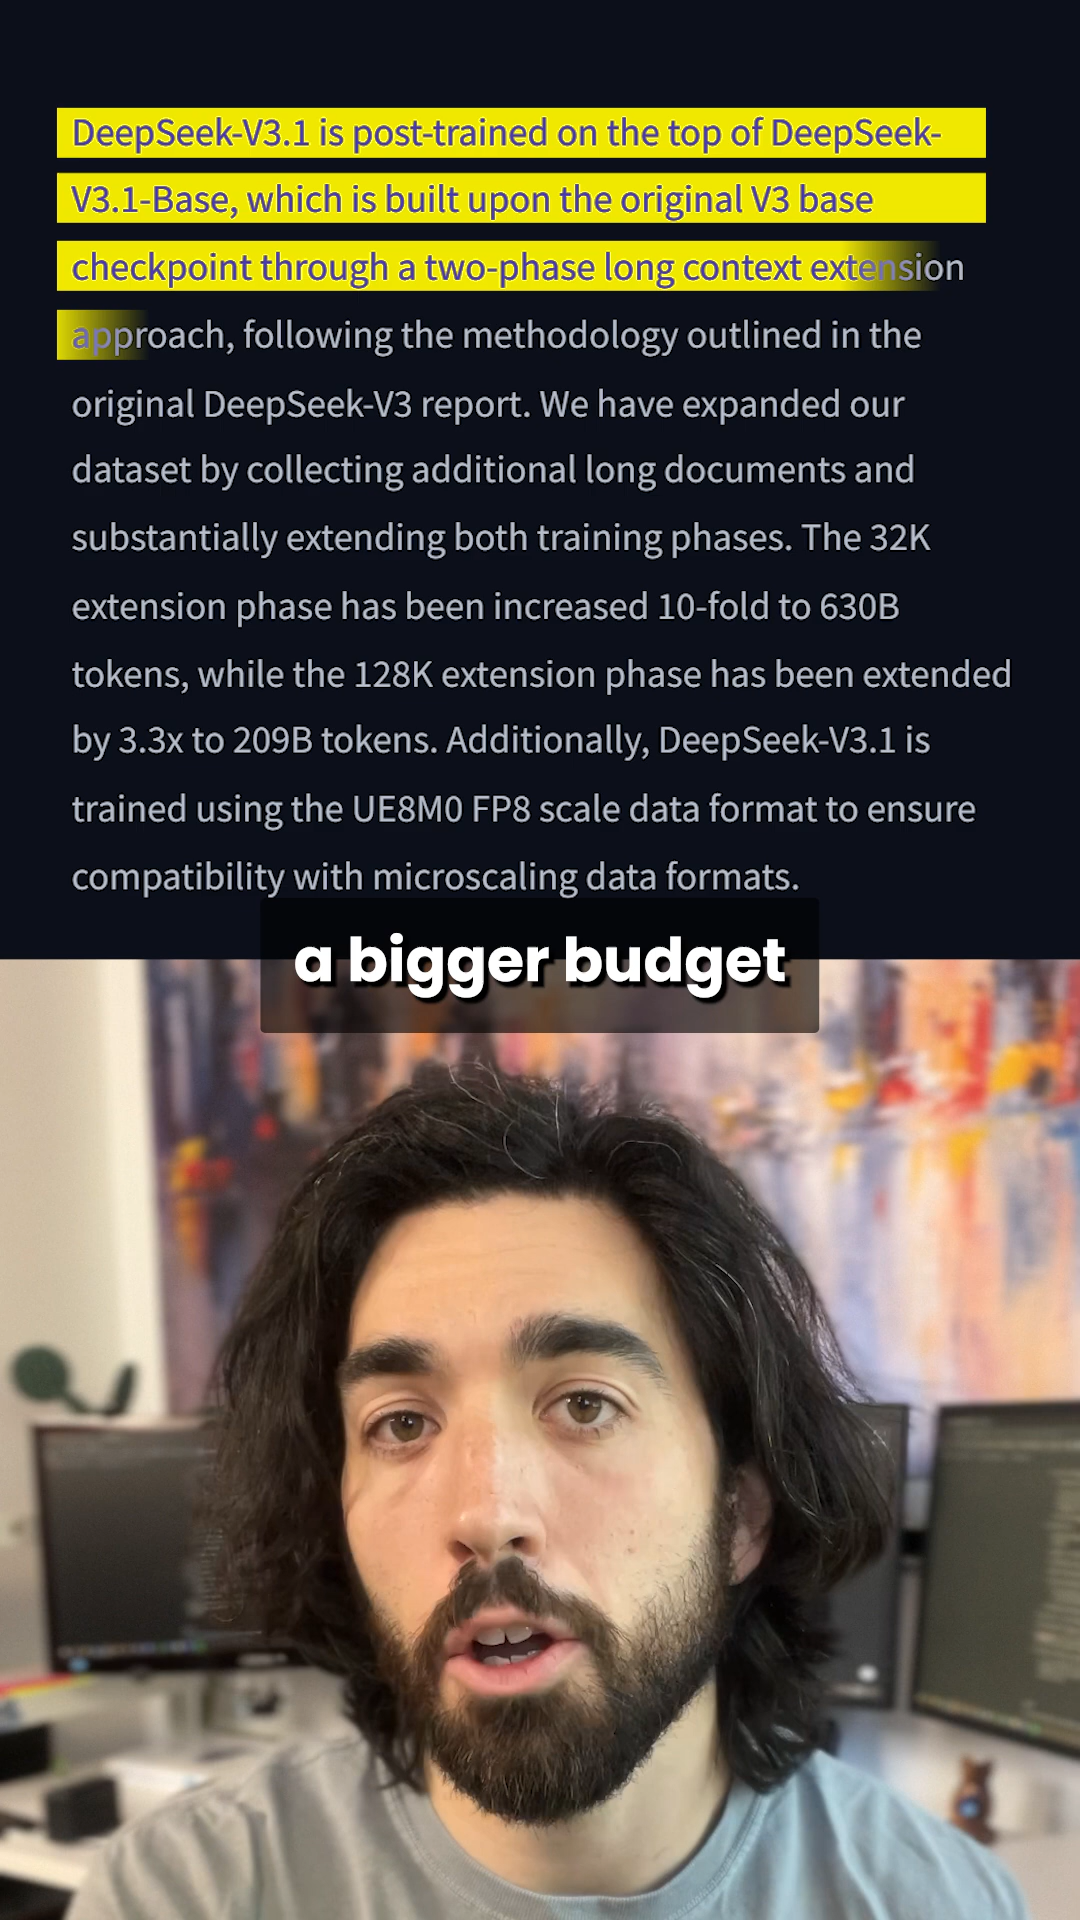 DeepSeek-V3.1 is post-trained on the top of DeepSeek-
V3.1-Base, which is built upon the original V3 base
checkpoint through a two-phase long context extension
approach, following the methodology outlined in the
original DeepSeek-V3 report. We have expanded our
dataset by collecting additional long documents and
substantially extending both training phases. The 32K
extension phase has been increased 10-fold to 630B
tokens, while the 128K extension phase has been extended
by 3.3x to 209B tokens. Additionally, DeepSeek-V3.1 is
trained using the UE8M0 FP8 scale data format to ensure
compatibility with microscaling data formats.
a bigger budget